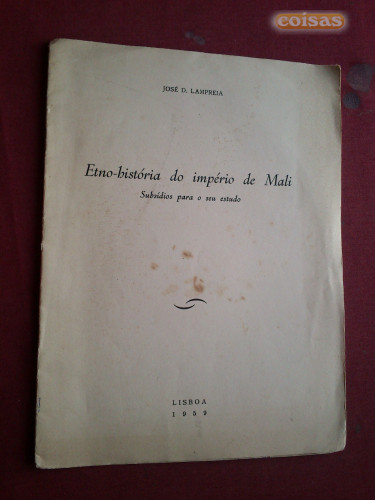 coisas
JOSÉ D. LAMPREIA
Etno-história do império de Mali
Subsídios para o seu estudo
LISBOA
1959